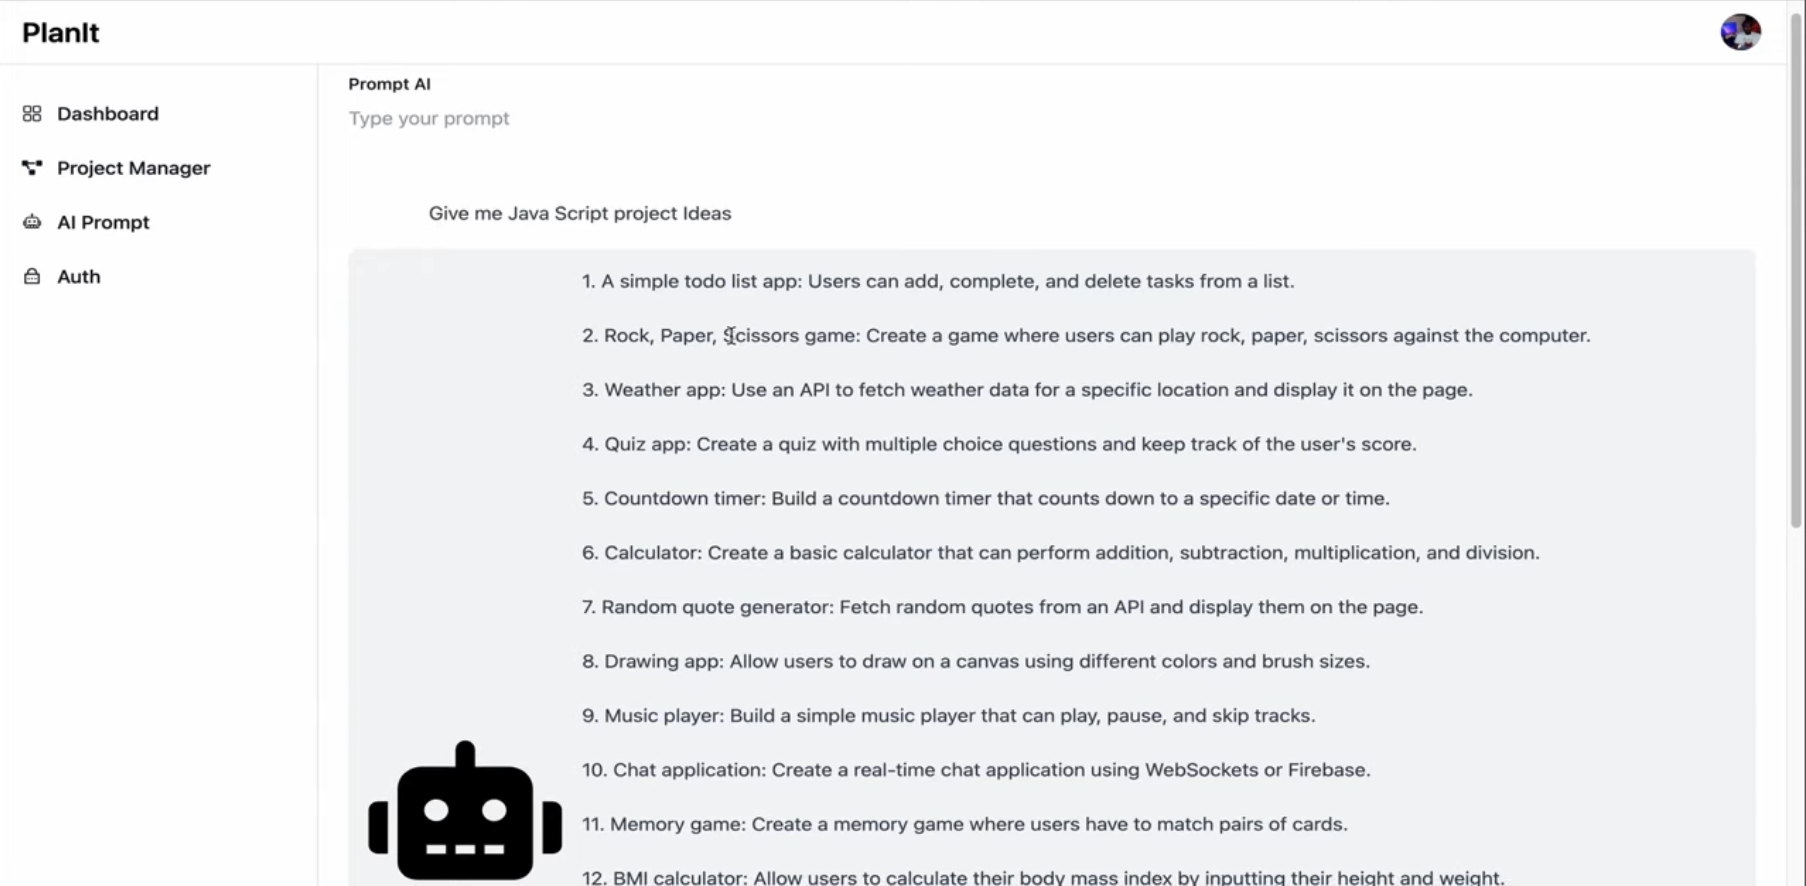 PlanIt
Dashboard
Project Manager
AI Prompt
Auth
Prompt AI
Type your prompt
Give me Java Script project Ideas
1. A simple todo list app: Users can add, complete, and delete tasks from a list.
2. Rock, Paper, Scissors game: Create a game where users can play rock, paper, scissors against the computer.
3. Weather app: Use an API to fetch weather data for a specific location and display it on the page.
4. Quiz app: Create a quiz with multiple choice questions and keep track of the user's score.
5. Countdown timer: Build a countdown timer that counts down to a specific date or time.
6. Calculator: Create a basic calculator that can perform addition, subtraction, multiplication, and division.
7. Random quote generator: Fetch random quotes from an API and display them on the page.
8. Drawing app: Allow users to draw on a canvas using different colors and brush sizes.
9. Music player: Build a simple music player that can play, pause, and skip tracks.
10. Chat application: Create a real-time chat application using WebSockets or Firebase.
11. Memory game: Create a memory game where users have to match pairs of cards.
12. BMI calculator: Allow users to calculate their body mass index by inputting their height and weight.